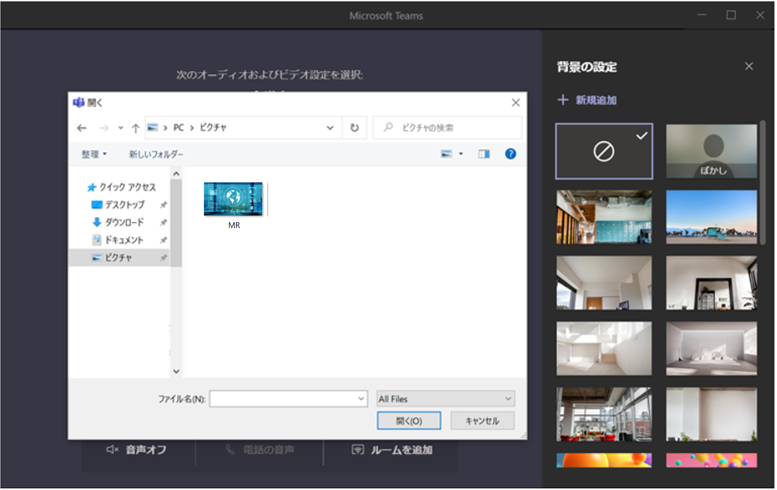 Microsoft Teams
次のオーディオおよびビデオ設定を選択:
背景の設定
新規追加
ぼかし
開く
PC
ピクチャ
ピクチャの検索
整理
新しいフォルダー
クイック アクセス
デスクトップ
ダウンロード
ドキュメント
ピクチャ
MR
ファイル名(N):
All Files
開く(O)
キャンセル
音声オフ
電話の音声
ルームを追加